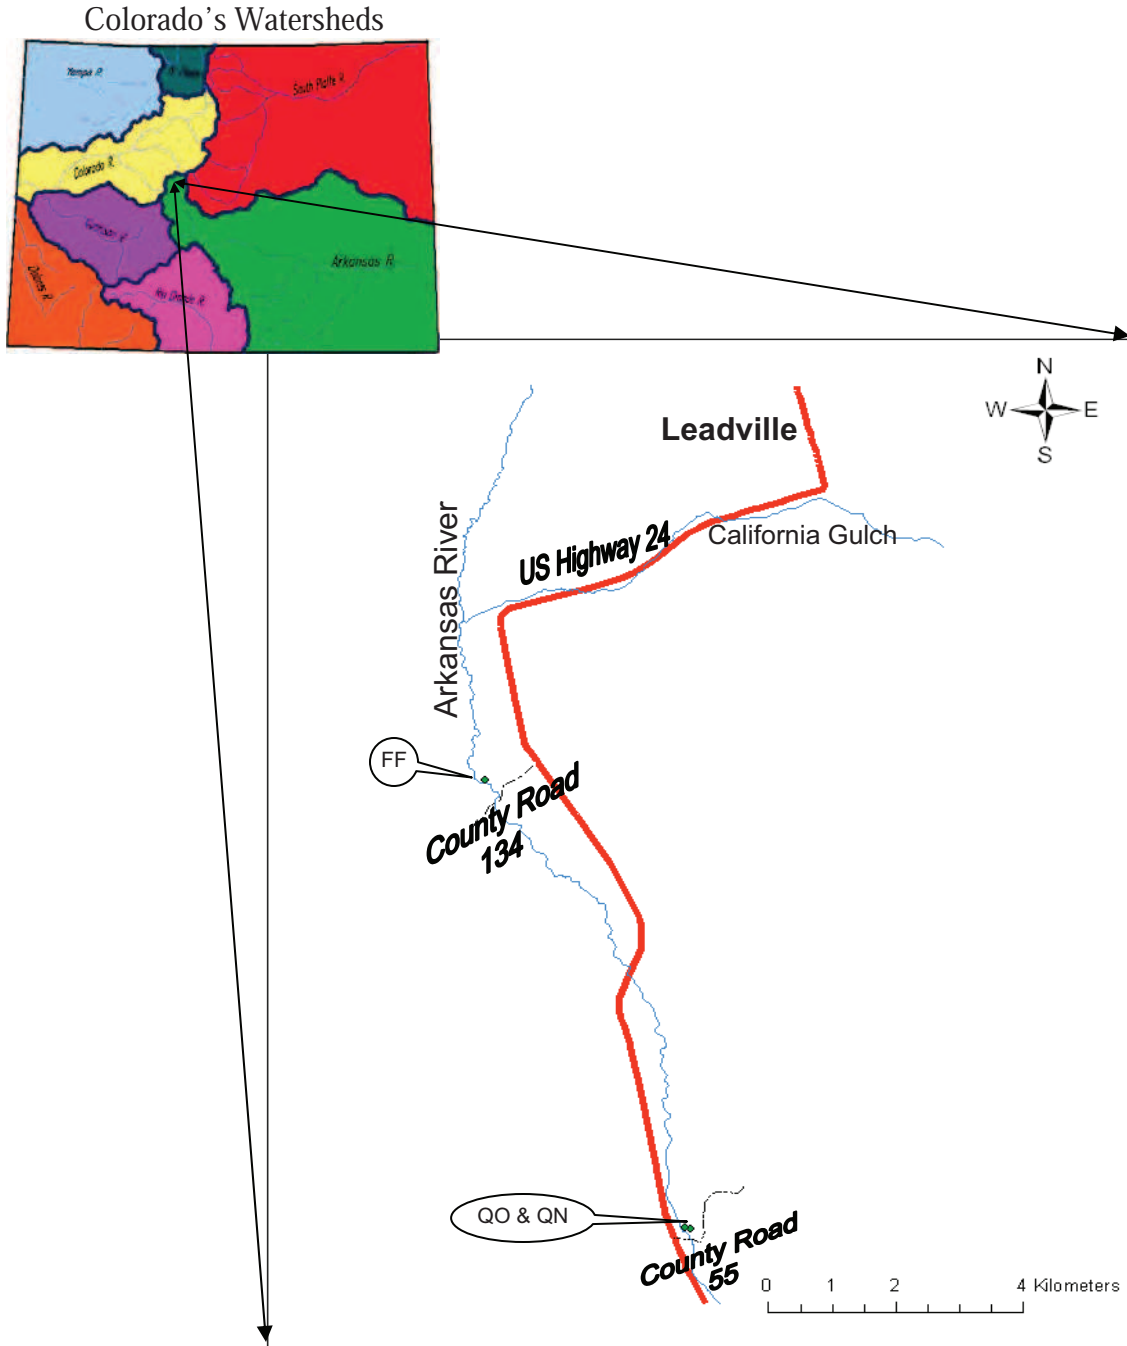 Colorado's Watersheds
Yampa R.
South Platte R.
Colorado R.
Gunnison R.
Arkansas R.
Dolores R.
Rio Grande R.
N
W
E
S
Leadville
Arkansas River
California Gulch
US Highway 24
FF
County Road
134
QO & QN
County Road
55
0 1 2 4 Kilometers